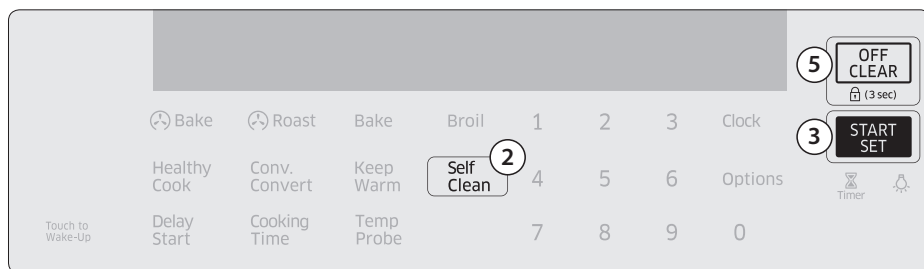 5 OFF
CLEAR
(3 sec)
Bake Roast Bake Broil 1 2 3 Clock
3 START
SET
Healthy Conv. Keep Self 2
Cook Convert Warm Clean 4 5 6 Options
Timer
Touch to Delay Cooking Temp
Wake-Up Start Time Probe 7 8 9 0